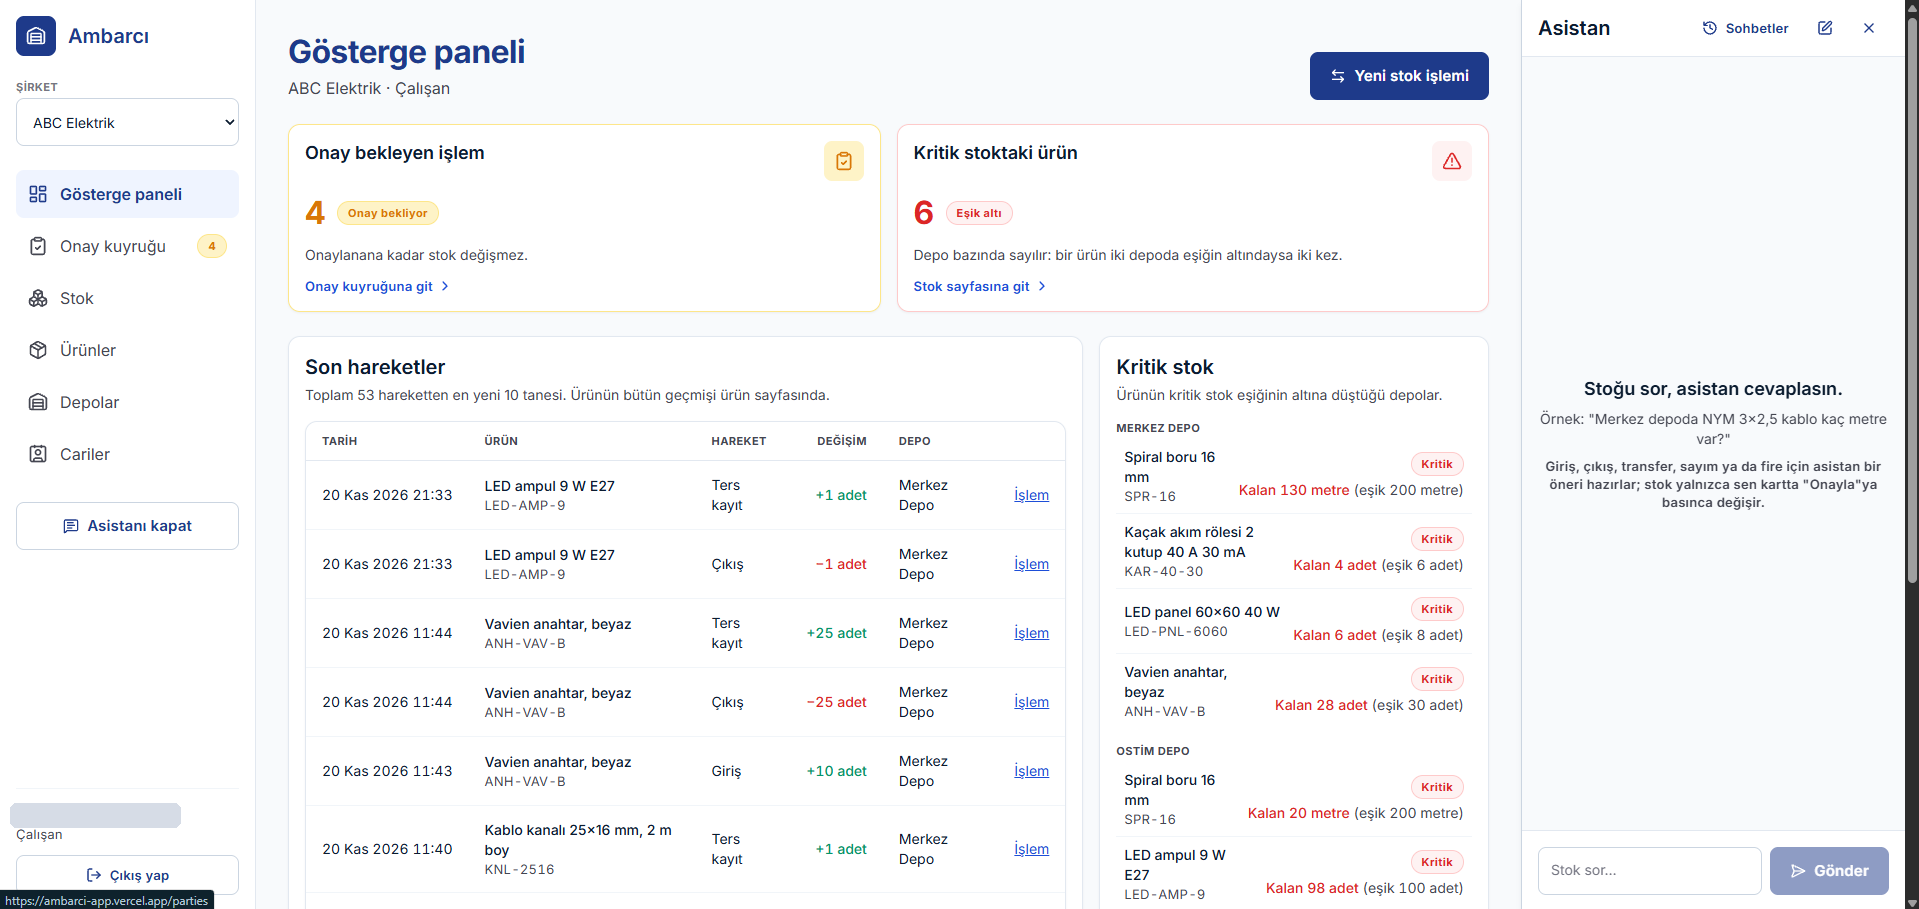 Ambarcı
ŞİRKET
ABC Elektrik
Gösterge paneli
Onay kuyruğu
4
Stok
Ürünler
Depolar
Cariler
Asistanı kapat
Çalışan
Çıkış yap
https://ambarci-app.vercel.app/parties
Gösterge paneli
ABC Elektrik · Çalışan
Yeni stok işlemi
Onay bekleyen işlem
4 Onay bekliyor
Onaylanana kadar stok değişmez.
Onay kuyruğuna git
Kritik stoktaki ürün
6 Eşik altı
Depo bazında sayılır: bir ürün iki depoda eşiğin altındaysa iki kez.
Stok sayfasına git
Son hareketler
Toplam 53 hareketten en yeni 10 tanesi. Ürünün bütün geçmişi ürün sayfasında.
TARİH ÜRÜN HAREKET DEĞİŞİM DEPO
20 Kas 2026 21:33 LED ampul 9 W E27 LED-AMP-9 Ters kayıt +1 adet Merkez Depo İşlem
20 Kas 2026 21:33 LED ampul 9 W E27 LED-AMP-9 Çıkış −1 adet Merkez Depo İşlem
20 Kas 2026 11:44 Vavien anahtar, beyaz ANH-VAV-B Ters kayıt +25 adet Merkez Depo İşlem
20 Kas 2026 11:44 Vavien anahtar, beyaz ANH-VAV-B Çıkış −25 adet Merkez Depo İşlem
20 Kas 2026 11:43 Vavien anahtar, beyaz ANH-VAV-B Giriş +10 adet Merkez Depo İşlem
20 Kas 2026 11:40 Kablo kanalı 25×16 mm, 2 m boy KNL-2516 Ters kayıt +1 adet Merkez Depo İşlem
Kritik stok
Ürünün kritik stok eşiğinin altına düştüğü depolar.
MERKEZ DEPO
Spiral boru 16 mm
SPR-16
Kritik
Kalan 130 metre (eşik 200 metre)
Kaçak akım rölesi 2 kutup 40 A 30 mA
KAR-40-30
Kritik
Kalan 4 adet (eşik 6 adet)
LED panel 60×60 40 W
LED-PNL-6060
Kritik
Kalan 6 adet (eşik 8 adet)
Vavien anahtar, beyaz
ANH-VAV-B
Kritik
Kalan 28 adet (eşik 30 adet)
OSTİM DEPO
Spiral boru 16 mm
SPR-16
Kritik
Kalan 20 metre (eşik 200 metre)
LED ampul 9 W E27
LED-AMP-9
Kritik
Kalan 98 adet (eşik 100 adet)
Asistan
Sohbetler
Stoğu sor, asistan cevaplasın.
Örnek: "Merkez depoda NYM 3×2,5 kablo kaç metre
var?"
Giriş, çıkış, transfer, sayım ya da fire için asistan bir
öneri hazırlar; stok yalnızca sen kartta "Onayla"ya
basınca değişir.
Stok sor...
Gönder